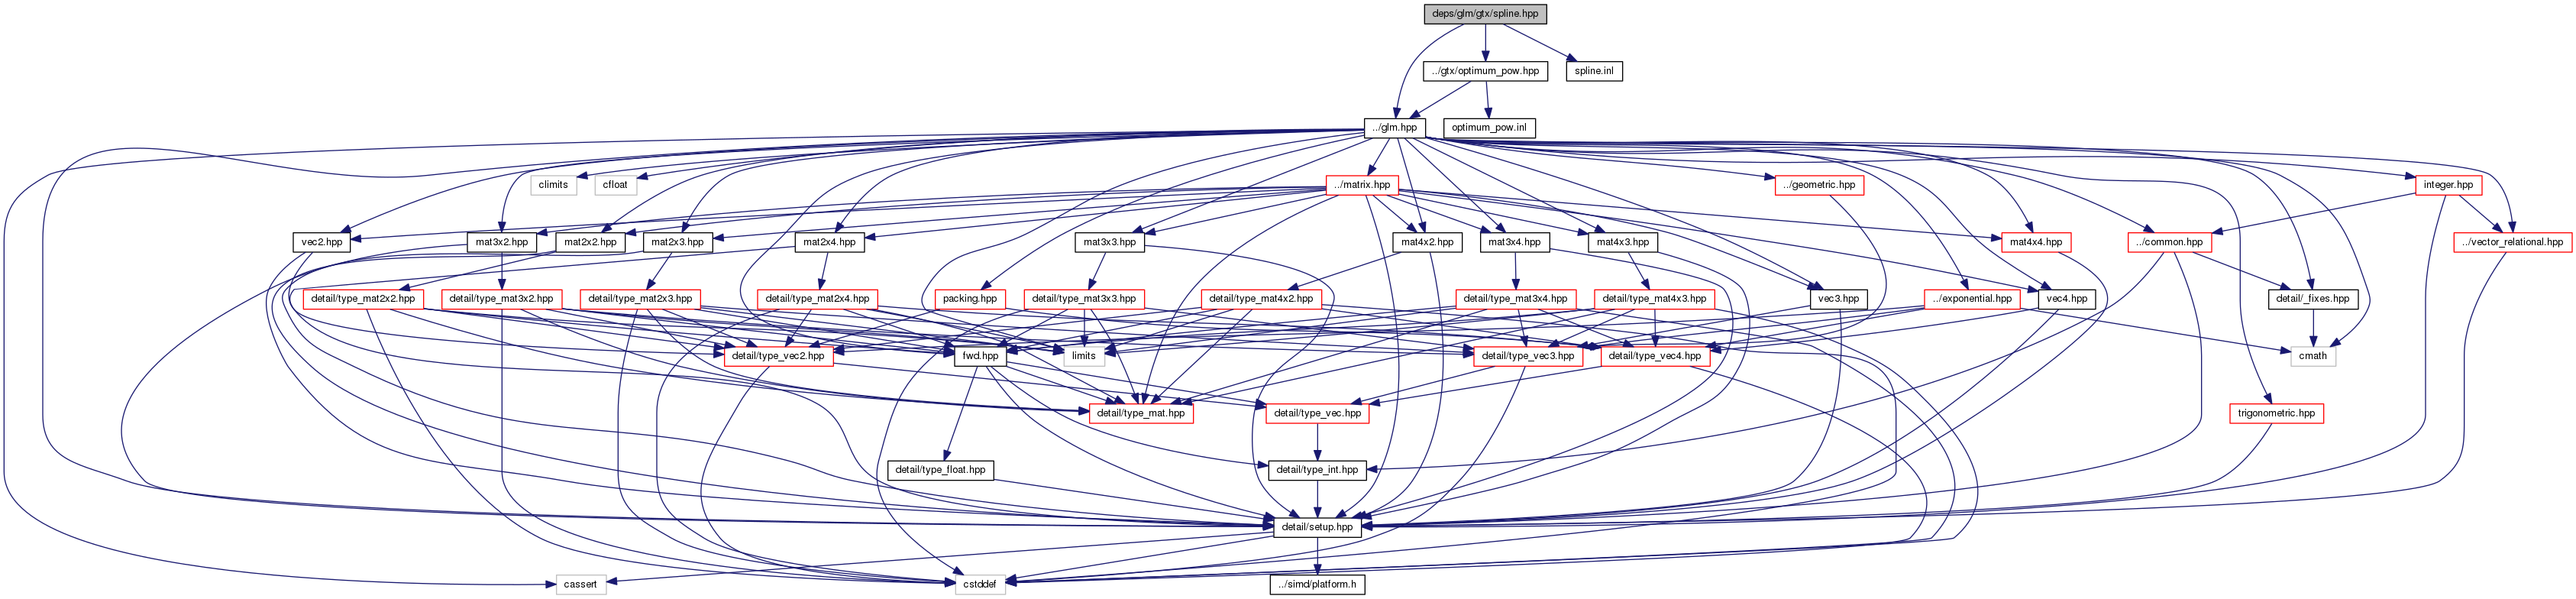 deps/glm/gtx/spline.hpp
../gtx/optimum_pow.hpp
spline.inl
../glm.hpp
optimum_pow.inl
climits
cfloat
../matrix.hpp
../geometric.hpp
integer.hpp
vec2.hpp
mat3x2.hpp
mat2x2.hpp
mat2x3.hpp
mat2x4.hpp
mat3x3.hpp
mat4x2.hpp
mat3x4.hpp
mat4x3.hpp
mat4x4.hpp
../common.hpp
../vector_relational.hpp
detail/type_mat2x2.hpp
detail/type_mat3x2.hpp
detail/type_mat2x3.hpp
detail/type_mat2x4.hpp
packing.hpp
detail/type_mat3x3.hpp
detail/type_mat4x2.hpp
detail/type_mat3x4.hpp
detail/type_mat4x3.hpp
vec3.hpp
../exponential.hpp
vec4.hpp
detail/_fixes.hpp
detail/type_vec2.hpp
fwd.hpp
limits
detail/type_vec3.hpp
detail/type_vec4.hpp
cmath
detail/type_mat.hpp
detail/type_vec.hpp
trigonometric.hpp
detail/type_float.hpp
detail/type_int.hpp
detail/setup.hpp
cassert
cstddef
../simd/platform.h